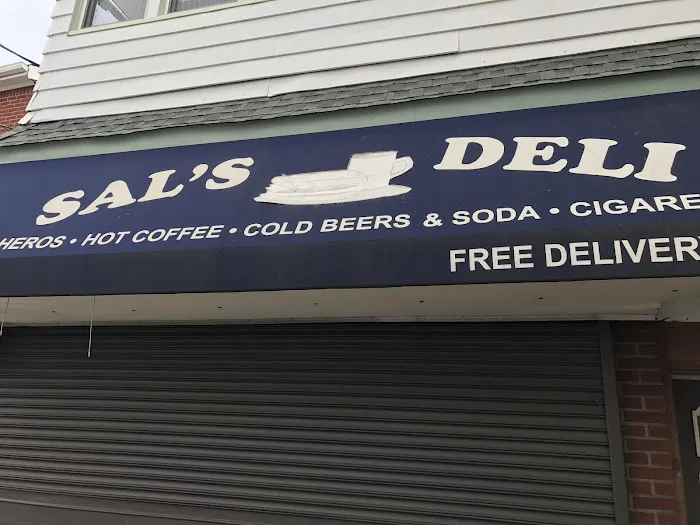 SAL'S DELI
HEROS • HOT COFFEE • COLD BEERS & SODA • CIGARE
FREE DELIVER